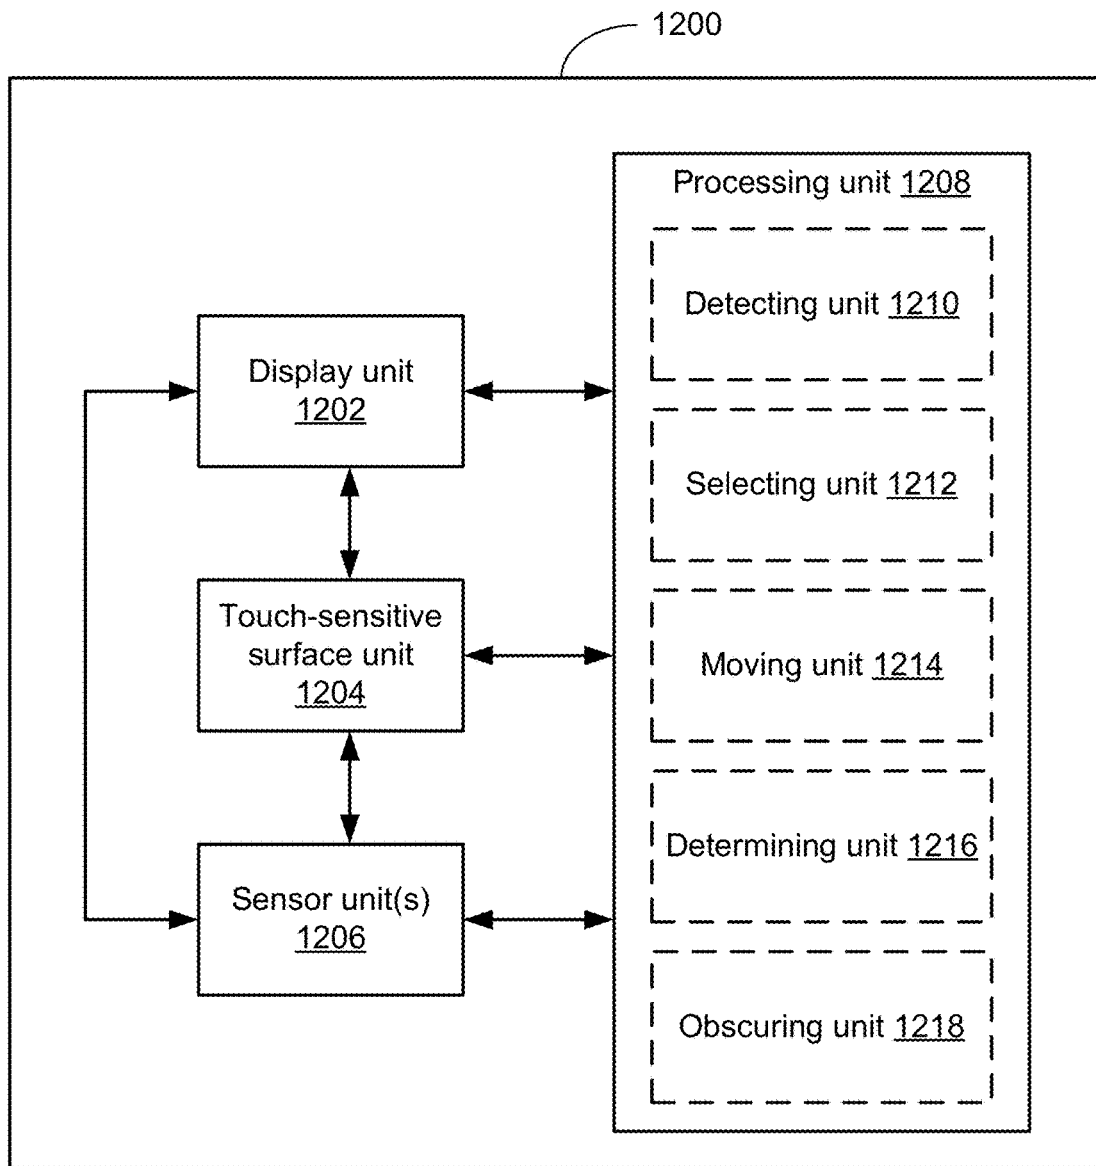 1200
Processing unit 1208
Detecting unit 1210
Display unit
1202
Selecting unit 1212
Touch-sensitive
surface unit
1204
Moving unit 1214
Determining unit 1216
Sensor unit(s)
1206
Obscuring unit 1218